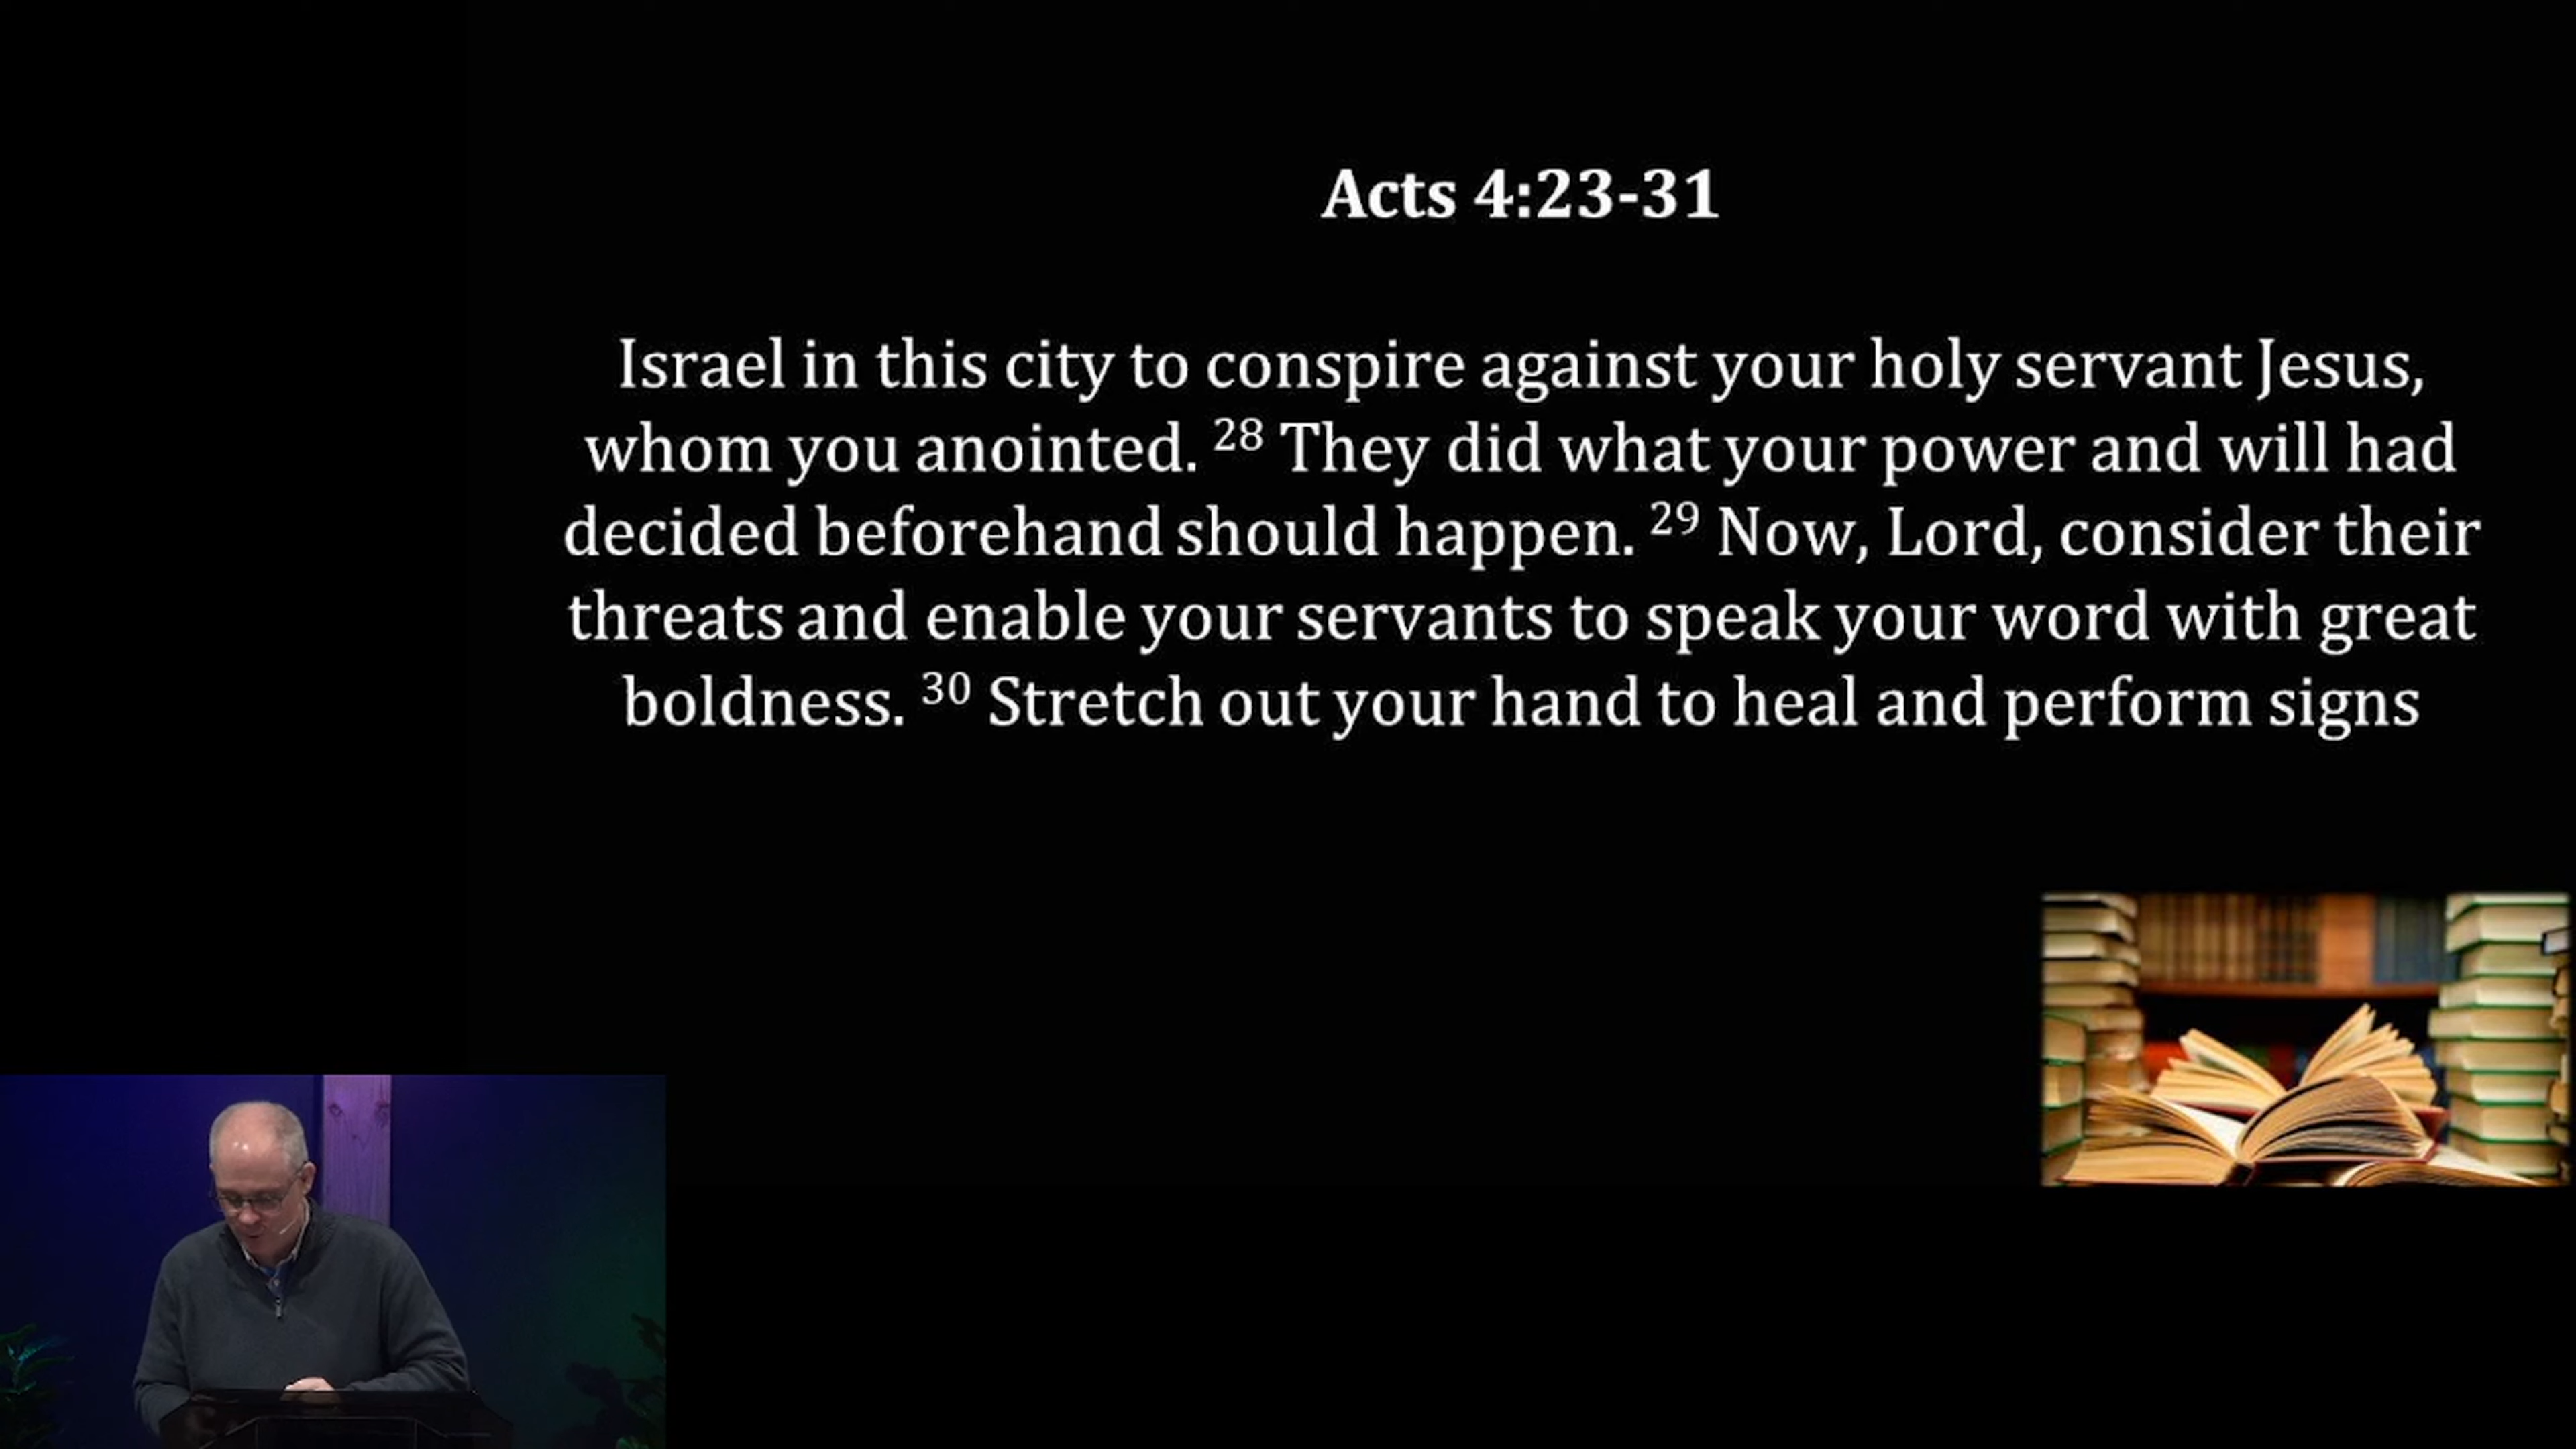 Acts 4:23-31
Israel in this city to conspire against your holy servant Jesus,
whom you anointed. 28 They did what your power and will had
decided beforehand should happen. 29 Now, Lord, consider their
threats and enable your servants to speak your word with great
boldness. 30 Stretch out your hand to heal and perform signs